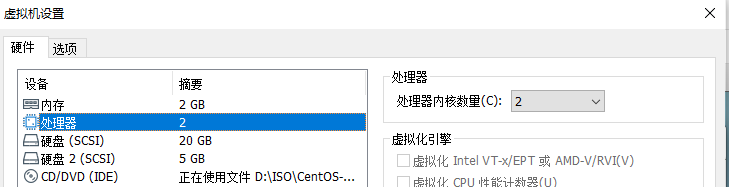 虚拟机设置
硬件 选项
设备 摘要
内存 2 GB
处理器 2
硬盘 (SCSI) 20 GB
硬盘 2 (SCSI) 5 GB
CD/DVD (IDE) 正在使用文件 D:\ISO\CentOS-...
处理器
处理器内核数量(C): 2
虚拟化引擎
虚拟化 Intel VT-x/EPT 或 AMD-V/RVI(V)
虚拟化 CPU 性能计数器(U)